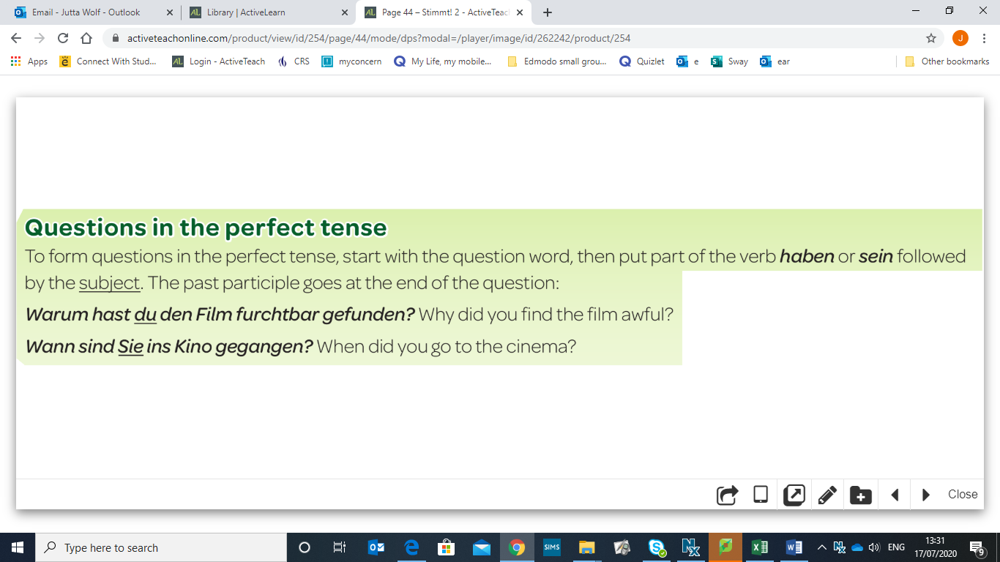 Email - Jutta Wolf - Outlook
Library | ActiveLearn
Page 44 – Stimmt! 2 - ActiveTeac
activeteachonline.com/product/view/id/254/page/44/mode/dps?modal=/player/image/id/262242/product/254
J
Apps
Connect With Stud...
Login - ActiveTeach
CRS
myconcern
My Life, my mobile...
Edmodo small grou...
Quizlet
e
Sway
ear
Other bookmarks
Questions in the perfect tense
To form questions in the perfect tense, start with the question word, then put part of the verb haben or sein followed
by the subject. The past participle goes at the end of the question:
Warum hast du den Film furchtbar gefunden? Why did you find the film awful?
Wann sind Sie ins Kino gegangen? When did you go to the cinema?
Close
Type here to search
SIMS
ENG
13:31
17/07/2020
9